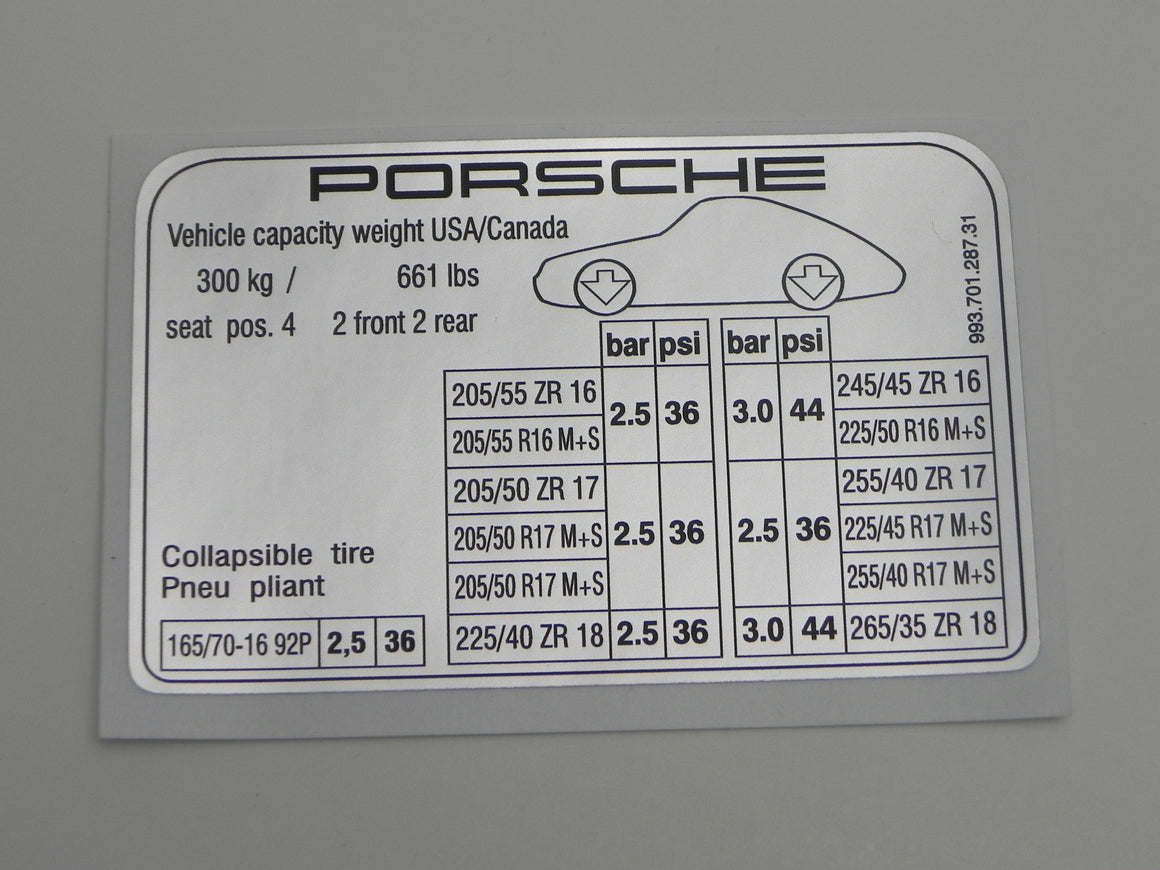 PORSCHE
Vehicle capacity weight USA/Canada
300 kg / 661 lbs
seat pos. 4 2 front 2 rear
993.701.287.31
bar psi bar psi
205/55 ZR 16 2.5 36 3.0 44 245/45 ZR 16
205/55 R16 M+S 225/50 R16 M+S
205/50 ZR 17 255/40 ZR 17
205/50 R17 M+S 2.5 36 2.5 36 225/45 R17 M+S
205/50 R17 M+S 255/40 R17 M+S
225/40 ZR 18 2.5 36 3.0 44 265/35 ZR 18
Collapsible tire
Pneu pliant
165/70-16 92P 2,5 36